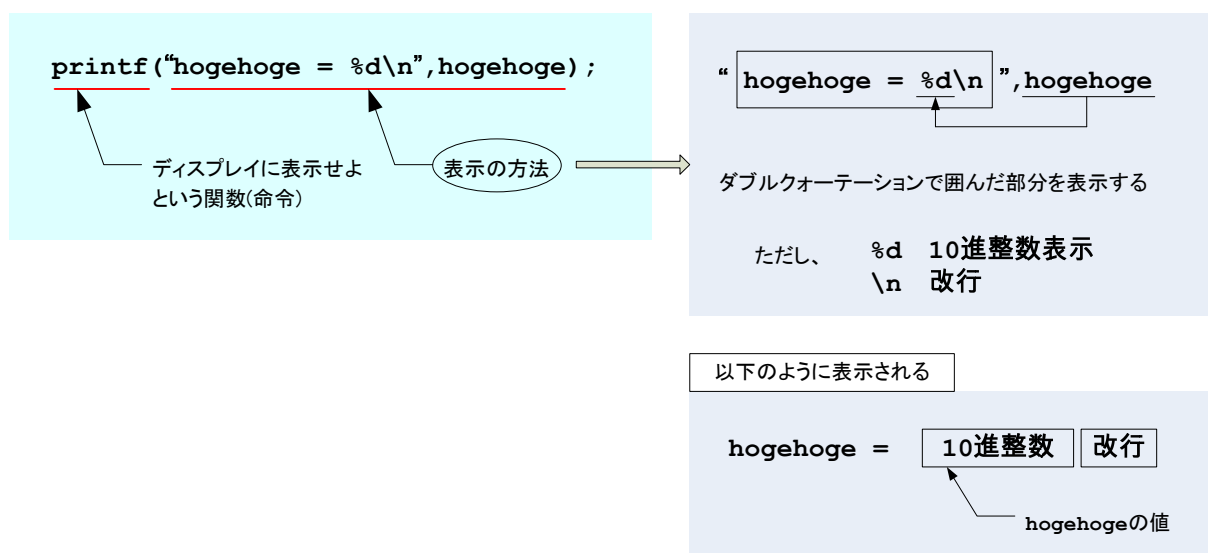 printf(“hogehoge = %d\n”,hogehoge);
ディスプレイに表示せよ
という関数(命令)
表示の方法
“ hogehoge = %d\n ”,hogehoge
ダブルクォーテーションで囲んだ部分を表示する
ただし、 %d 10進整数表示
\n 改行
以下のように表示される
hogehoge = 10進整数 改行
hogehogeの値